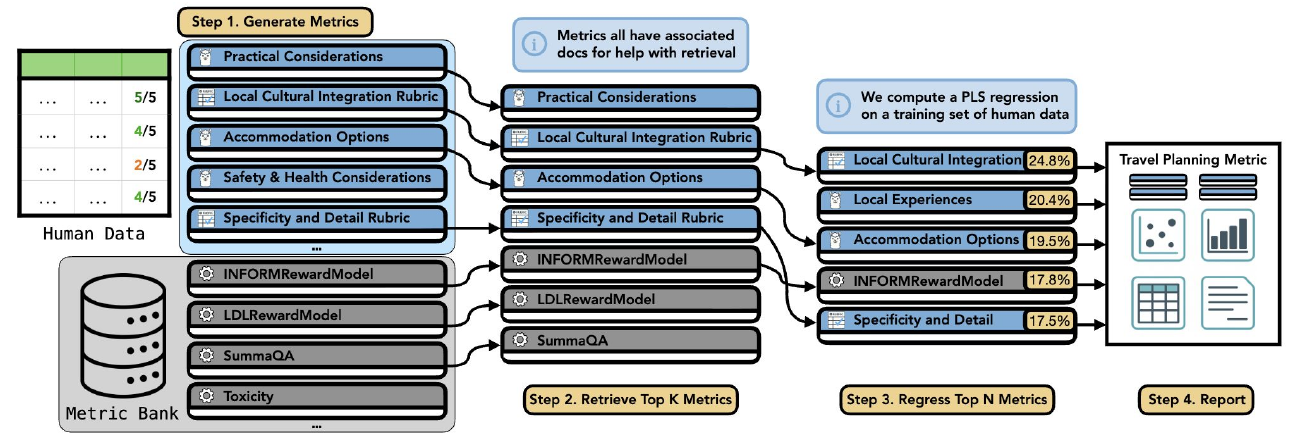 Step 1. Generate Metrics
... ... 5/5
... ... 4/5
... ... 2/5
... ... 4/5
Human Data
Practical Considerations
Local Cultural Integration Rubric
Accommodation Options
Safety & Health Considerations
Specificity and Detail Rubric
...
Metric Bank
INFORMRewardModel
LDLRewardModel
SummaQA
Toxicity
...
i
Metrics all have associated
docs for help with retrieval
Practical Considerations
Local Cultural Integration Rubric
Accommodation Options
Specificity and Detail Rubric
INFORMRewardModel
LDLRewardModel
SummaQA
Step 2. Retrieve Top K Metrics
i
We compute a PLS regression
on a training set of human data
Local Cultural Integration 24.8%
Local Experiences 20.4%
Accommodation Options 19.5%
INFORMRewardModel 17.8%
Specificity and Detail 17.5%
Step 3. Regress Top N Metrics
Travel Planning Metric
Step 4. Report